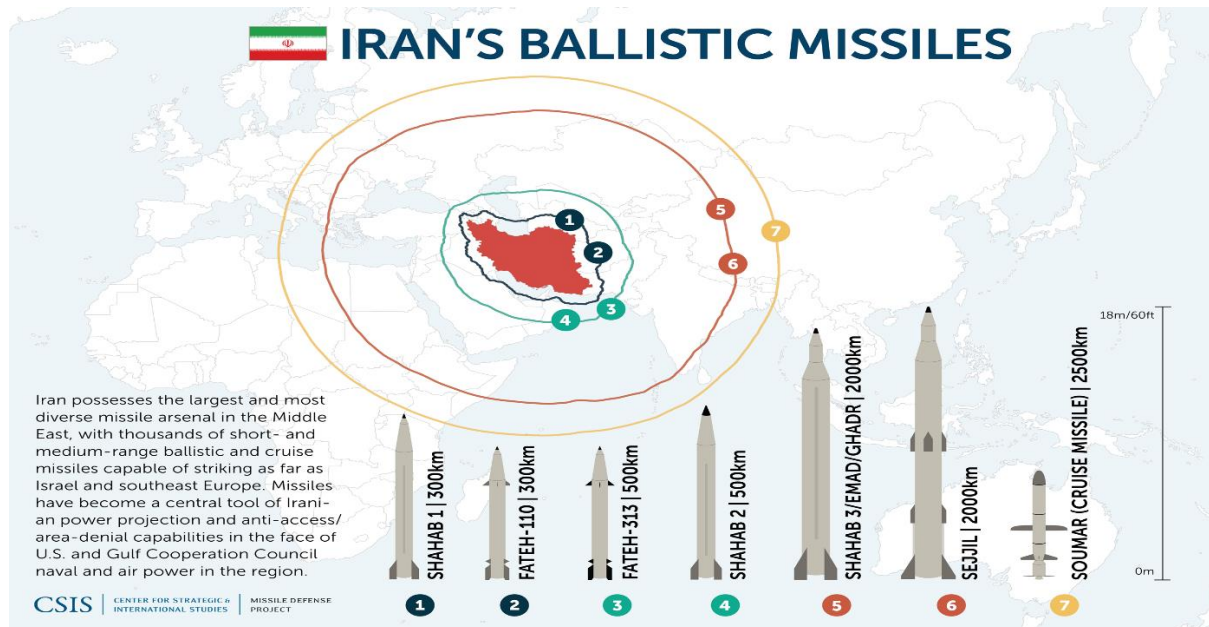 IRAN'S BALLISTIC MISSILES
1
2
3
4
5
6
7
18m/60ft
0m
Iran possesses the largest and most
diverse missile arsenal in the Middle
East, with thousands of short- and
medium-range ballistic and cruise
missiles capable of striking as far as
Israel and southeast Europe. Missiles
have become a central tool of Irani-
an power projection and anti-access/
area-denial capabilities in the face of
U.S. and Gulf Cooperation Council
naval and air power in the region.
SHAHAB 1 | 300km
FATEH-110 | 300km
FATEH-313 | 500km
SHAHAB 2 | 500km
SHAHAB 3/EMAD/GHADR | 2000km
SEJJIL | 2000km
SOUMAR (CRUISE MISSILE) | 2500km
1
2
3
4
5
6
7
CSIS | CENTER FOR STRATEGIC &
INTERNATIONAL STUDIES | MISSILE DEFENSE
PROJECT